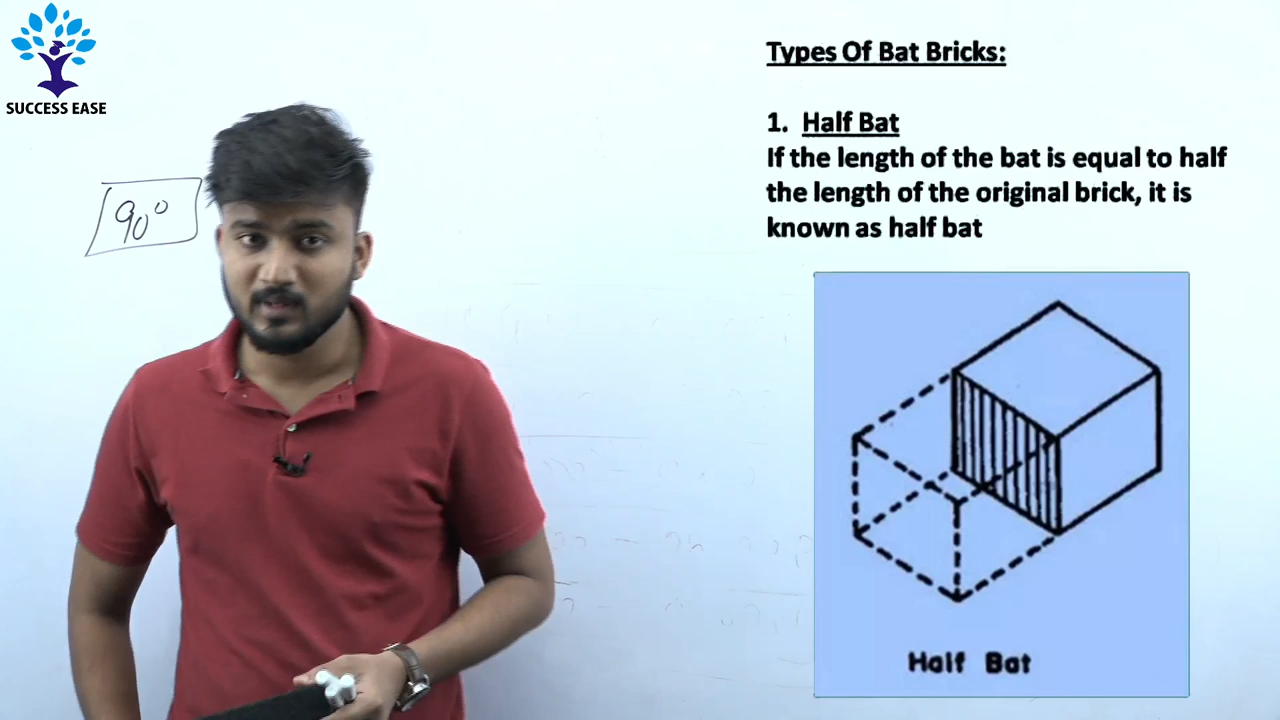 SUCCESS EASE
90°
Types Of Bat Bricks:
1. Half Bat
If the length of the bat is equal to half
the length of the original brick, it is
known as half bat
Half Bat